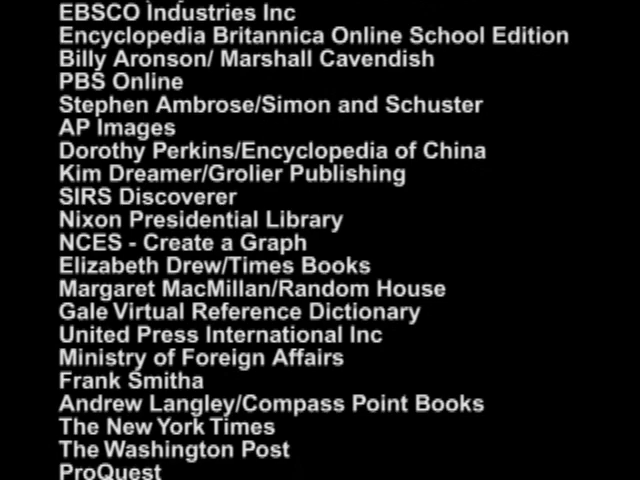 EBSCO Industries Inc
Encyclopedia Britannica Online School Edition
Billy Aronson/ Marshall Cavendish
PBS Online
Stephen Ambrose/Simon and Schuster
AP Images
Dorothy Perkins/Encyclopedia of China
Kim Dreamer/Grolier Publishing
SIRS Discoverer
Nixon Presidential Library
NCES - Create a Graph
Elizabeth Drew/Times Books
Margaret MacMillan/Random House
Gale Virtual Reference Dictionary
United Press International Inc
Ministry of Foreign Affairs
Frank Smitha
Andrew Langley/Compass Point Books
The New York Times
The Washington Post
ProQuest